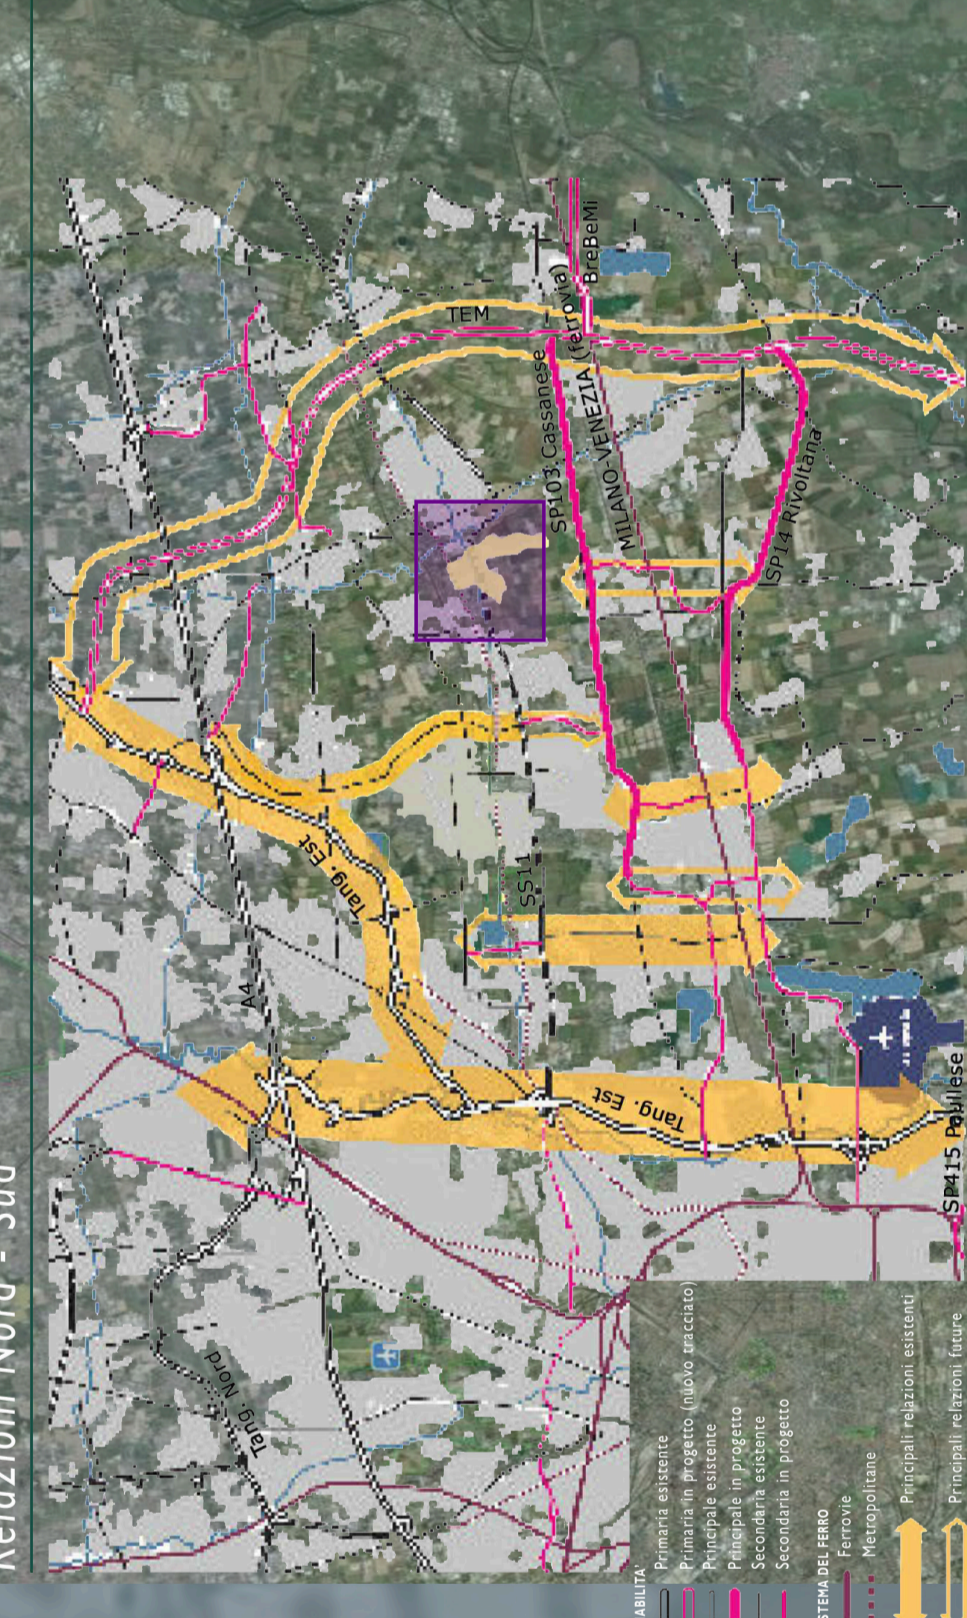 Relazioni Nord - sud
TEM
BreBeMi
SP103 Cassanese
MILANO-VENEZIA (ferrovia)
SP14 Rivoltana
Tang. Est
SS11
A4
Tang. Est
SP415 Paullese
Tang. Nord
ABILITA'
Primaria esistente
Primaria in progetto (nuovo tracciato)
Principale esistente
Principale in progetto
Secondaria esistente
Secondaria in progetto
STEMA DEL FERRO
Ferrovie
Metropolitane
Principali relazioni esistenti
Principali relazioni future